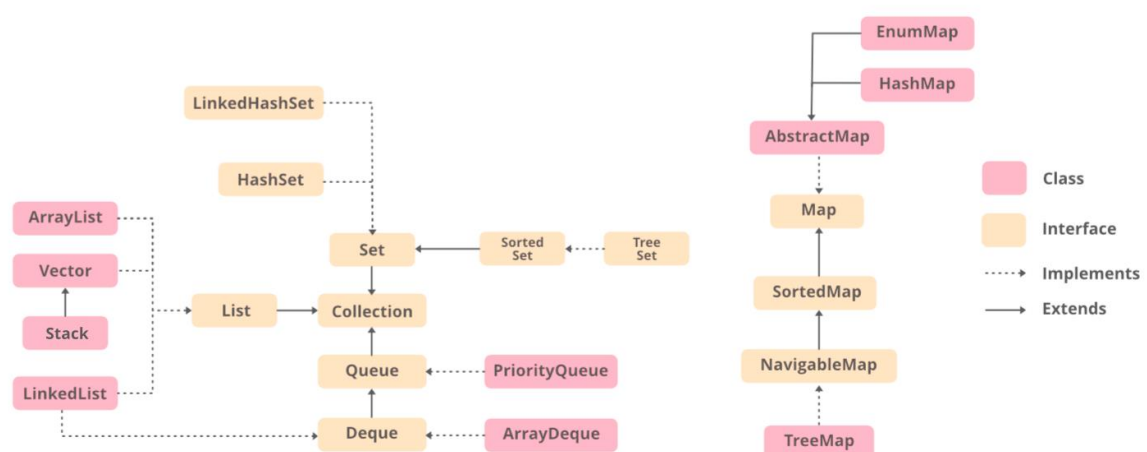 EnumMap
HashMap
LinkedHashSet
AbstractMap
HashSet
Class
ArrayList
Map
Interface
Set
Sorted
Set
Tree
Set
Vector
Implements
SortedMap
List
Collection
Extends
Stack
Queue
PriorityQueue
NavigableMap
LinkedList
Deque
ArrayDeque
TreeMap